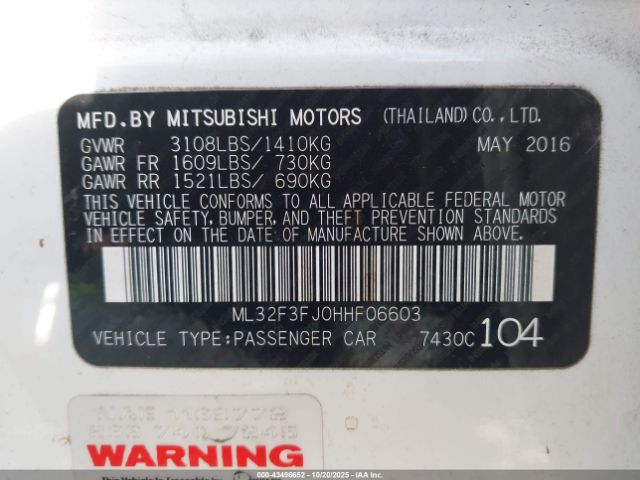 MFD.BY MITSUBISHI MOTORS (THAILAND)CO.,LTD.
GVWR 3108LBS/1410KG MAY 2016
GAWR FR 1609LBS/ 730KG
GAWR RR 1521LBS/ 690KG
THIS VEHICLE CONFORMS TO ALL APPLICABLE FEDERAL MOTOR
VEHICLE SAFETY, BUMPER, AND THEFT PREVENTION STANDARDS
IN EFFECT ON THE DATE OF MANUFACTURE SHOWN ABOVE.
ML32F3FJ0HHF06603
VEHICLE TYPE:PASSENGER CAR 7430C 104
WARNING
000-43496652 - 10/20/2025 - IAA Inc.